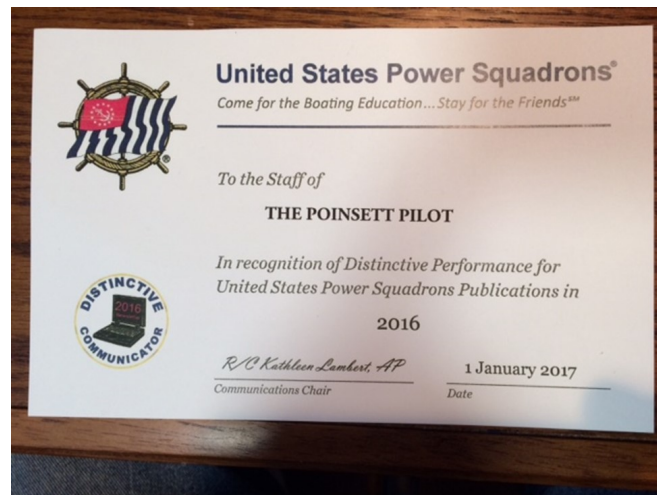 United States Power Squadrons®
Come for the Boating Education...Stay for the Friends℠
To the Staff of
THE POINSETT PILOT
In recognition of Distinctive Performance for
United States Power Squadrons Publications in
2016
R/C Kathleen Lambert, AP
1 January 2017
Communications Chair
Date
®
DISTINCTIVE
2016
COMMUNICATOR